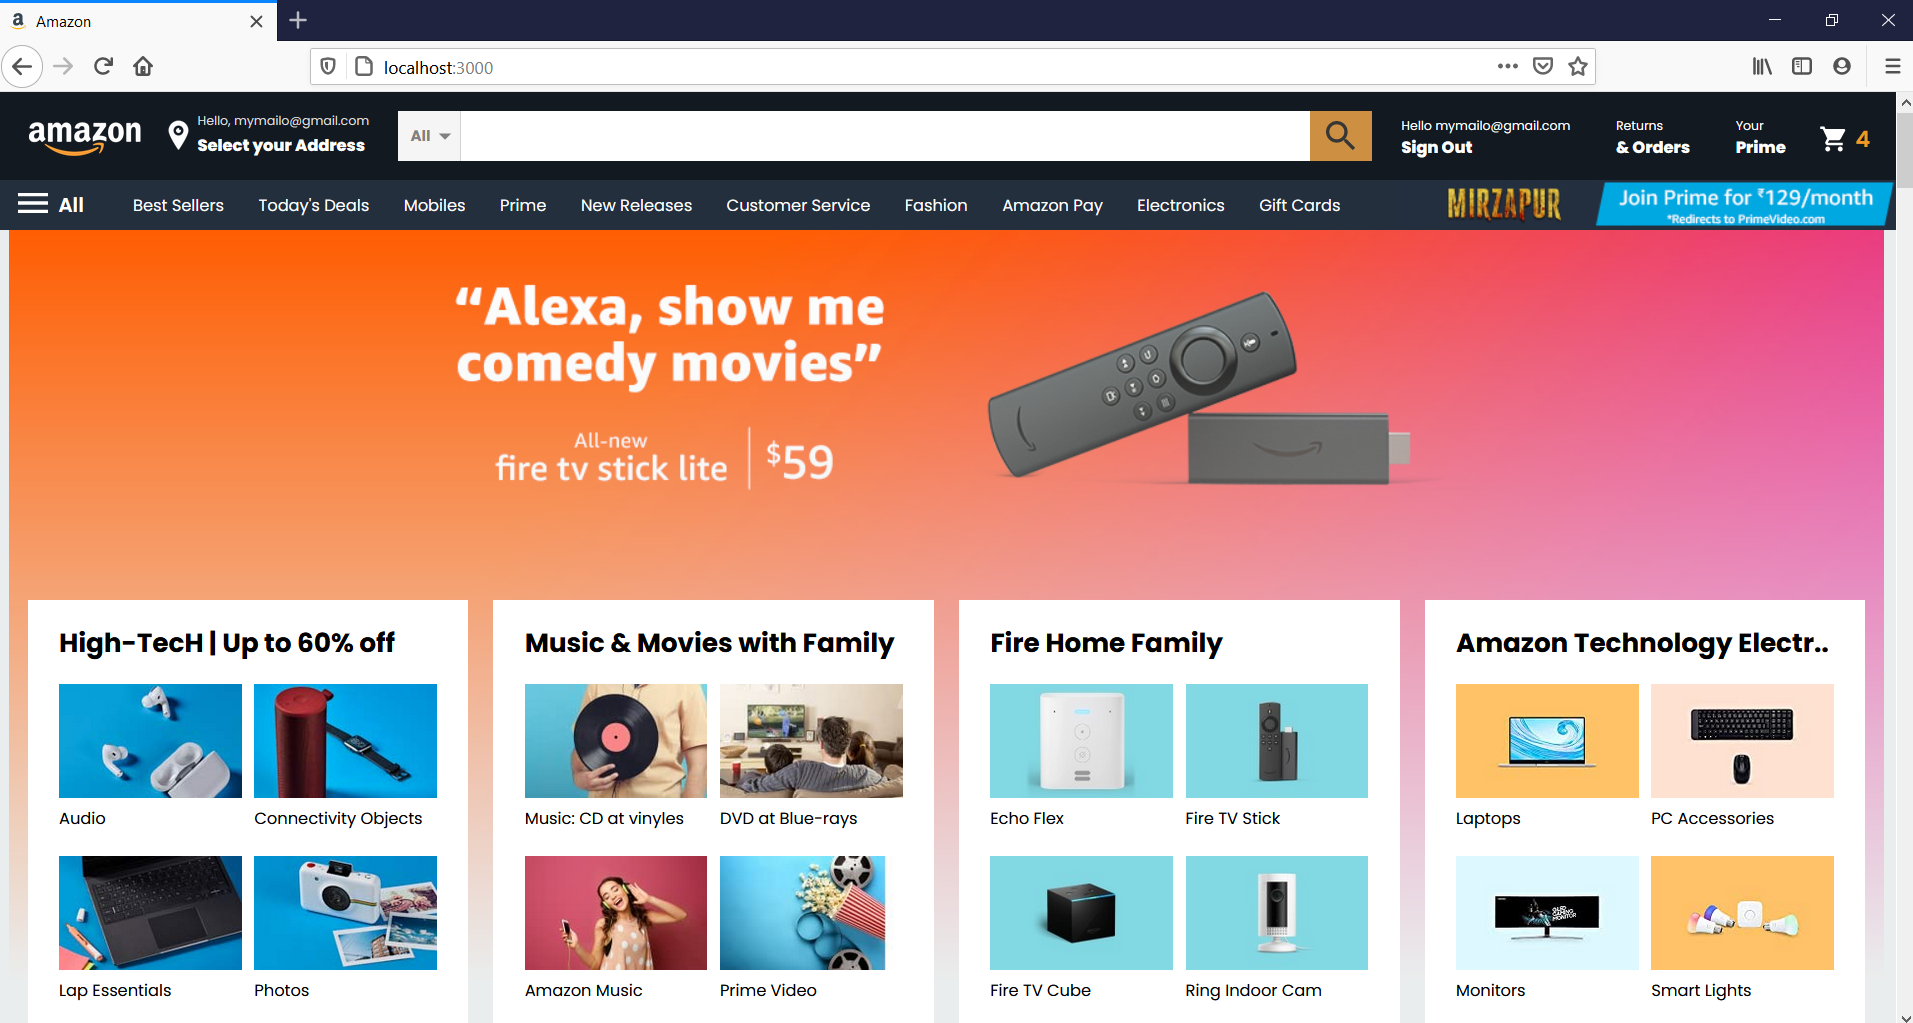 Amazon
localhost:3000
amazon
Hello, mymailo@gmail.com
Select your Address
All
Hello mymailo@gmail.com
Sign Out
Returns
& Orders
Your
Prime
4
All
Best Sellers
Today's Deals
Mobiles
Prime
New Releases
Customer Service
Fashion
Amazon Pay
Electronics
Gift Cards
MIRZAPUR
Join Prime for ₹129/month
*Redirects to PrimeVideo.com
“Alexa, show me
comedy movies”
All-new
fire tv stick lite
$59
High-TecH | Up to 60% off
Music & Movies with Family
Fire Home Family
Amazon Technology Electr..
Audio
Connectivity Objects
Music: CD at vinyles
DVD at Blue-rays
Echo Flex
Fire TV Stick
Laptops
PC Accessories
QLED
GAMING
MONITOR
Lap Essentials
Photos
Amazon Music
Prime Video
Fire TV Cube
Ring Indoor Cam
Monitors
Smart Lights